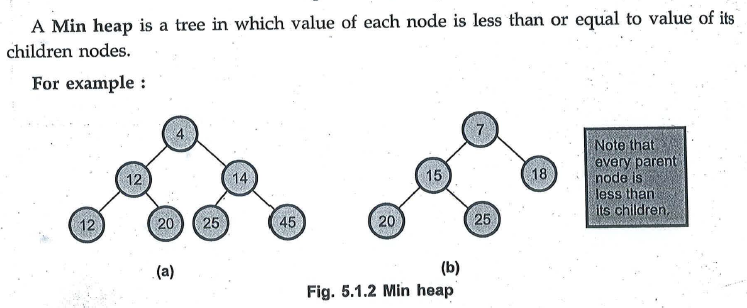 A Min heap is a tree in which value of each node is less than or equal to value of its
children nodes.
For example :
4
7
12
14
15
18
12
20
25
45
20
25
Note that
every parent
node is
less than
its children.
(a)
(b)
Fig. 5.1.2 Min heap